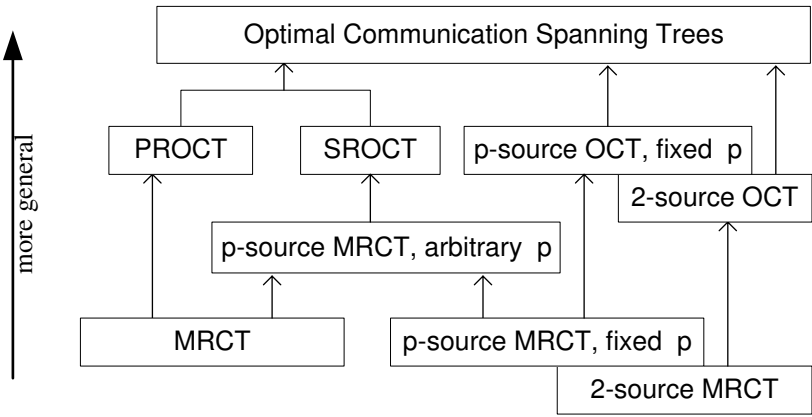 Optimal Communication Spanning Trees
more general
PROCT
SROCT
p-source OCT, fixed p
2-source OCT
p-source MRCT, arbitrary p
MRCT
p-source MRCT, fixed p
2-source MRCT